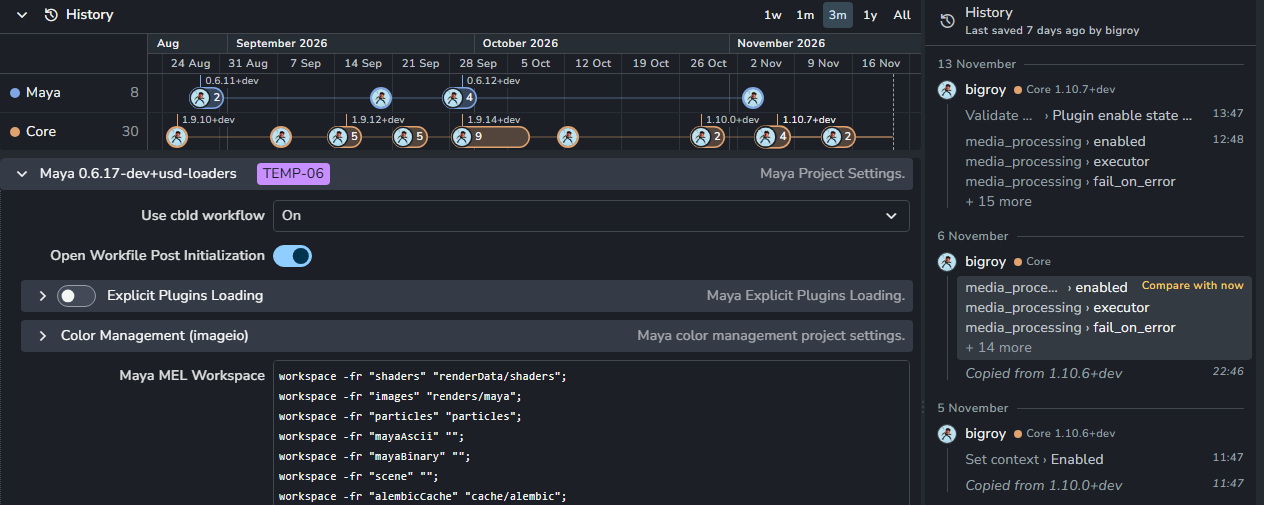 History
1w 1m 3m 1y All
Aug September 2026 October 2026 November 2026
24 Aug 31 Aug 7 Sep 14 Sep 21 Sep 28 Sep 5 Oct 12 Oct 19 Oct 26 Oct 2 Nov 9 Nov 16 Nov
0.6.11+dev 0.6.12+dev
Maya 8 2 4
1.9.10+dev 1.9.12+dev 1.9.14+dev 1.10.0+dev 1.10.7+dev
Core 30 5 5 9 2 4 2
Maya 0.6.17-dev+usd-loaders TEMP-06 Maya Project Settings.
Use cbId workflow On
Open Workfile Post Initialization
Explicit Plugins Loading Maya Explicit Plugins Loading.
Color Management (imageio) Maya color management project settings.
Maya MEL Workspace
workspace -fr "shaders" "renderData/shaders";
workspace -fr "images" "renders/maya";
workspace -fr "particles" "particles";
workspace -fr "mayaAscii" "";
workspace -fr "mayaBinary" "";
workspace -fr "scene" "";
workspace -fr "alembicCache" "cache/alembic";
History
Last saved 7 days ago by bigroy
13 November
bigroy Core 1.10.7+dev
Validate ... › Plugin enable state ... 13:47
media_processing › enabled 12:48
media_processing › executor
media_processing › fail_on_error
+ 15 more
6 November
bigroy Core
media_proce... › enabled Compare with now
media_processing › executor
media_processing › fail_on_error
+ 14 more
Copied from 1.10.6+dev 22:46
5 November
bigroy Core 1.10.6+dev
Set context › Enabled 11:47
Copied from 1.10.0+dev 11:47